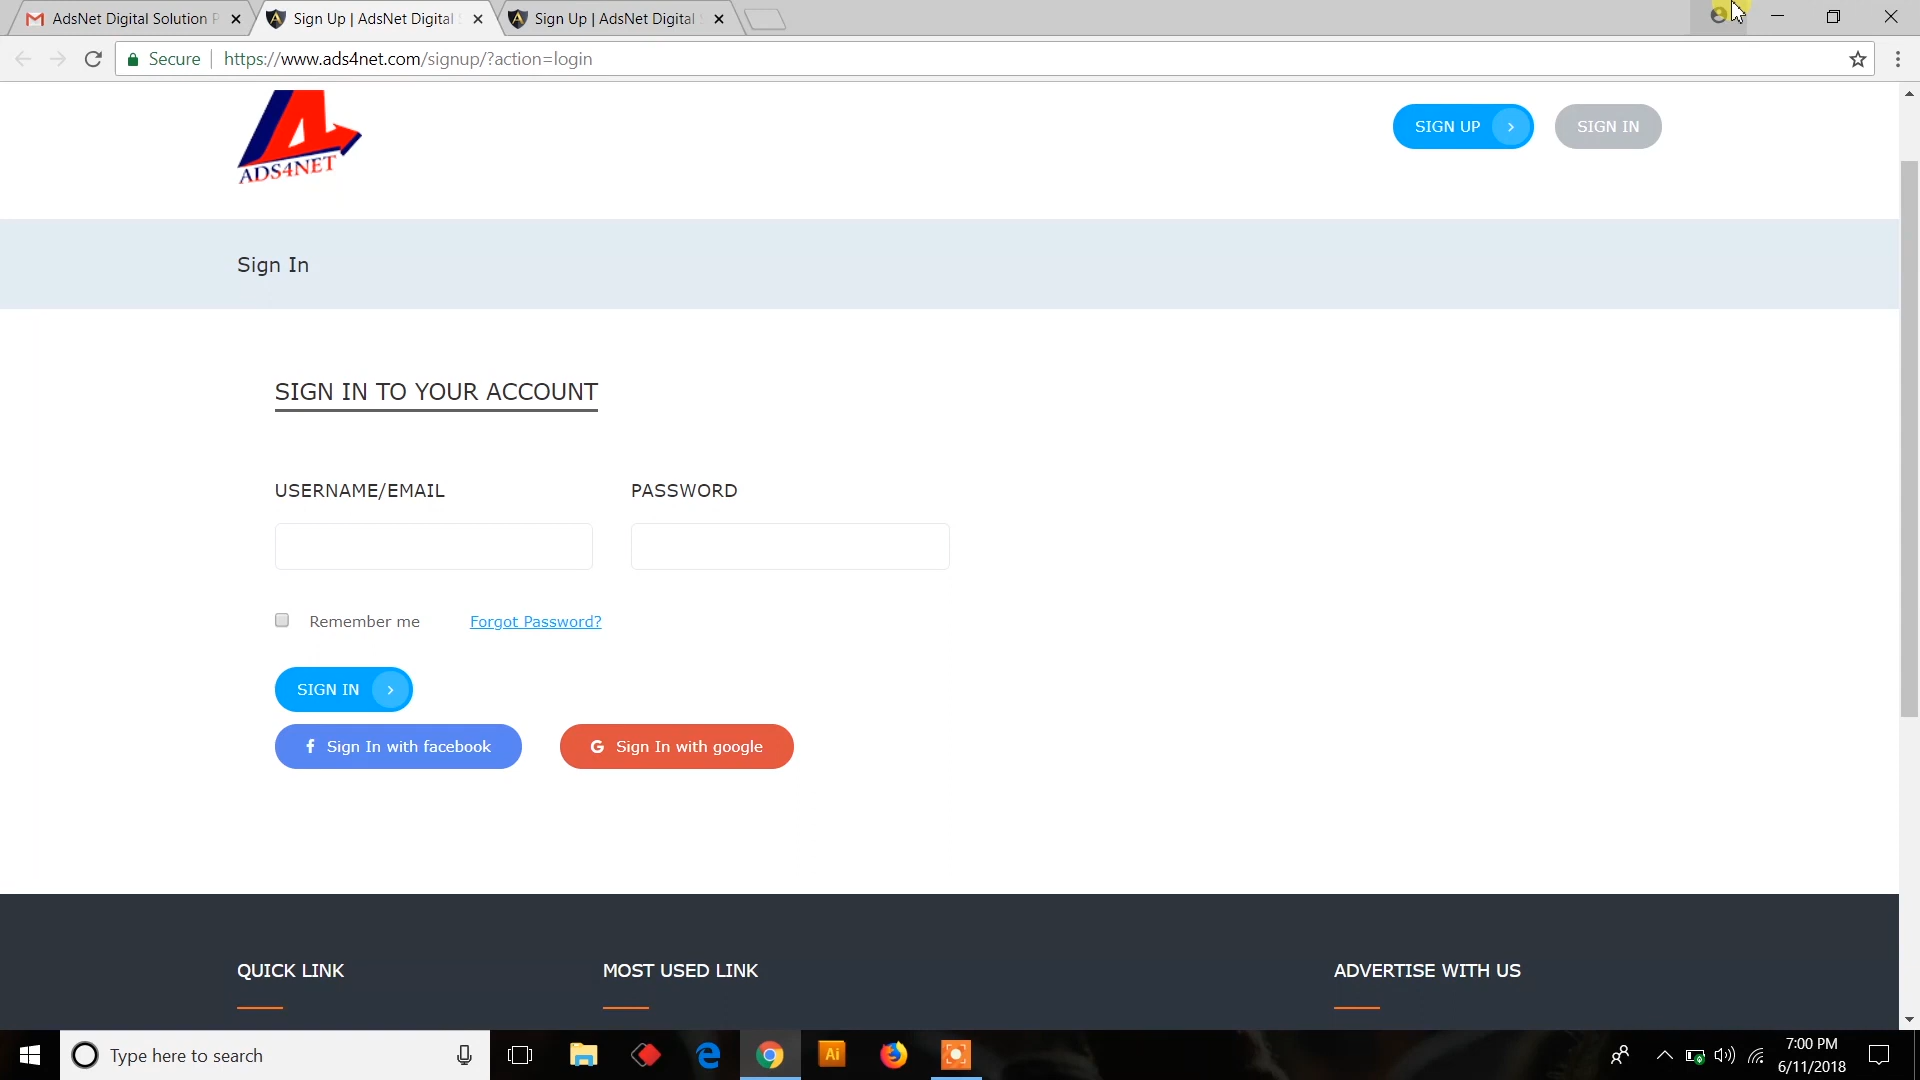 AdsNet Digital Solution P
Sign Up | AdsNet Digital
Sign Up | AdsNet Digital
Secure
https://www.ads4net.com/signup/?action=login
ADS4NET
SIGN UP
SIGN IN
Sign In
SIGN IN TO YOUR ACCOUNT
USERNAME/EMAIL
PASSWORD
Remember me
Forgot Password?
SIGN IN
Sign In with facebook
Sign In with google
QUICK LINK
MOST USED LINK
ADVERTISE WITH US
Type here to search
Ai
7:00 PM
6/11/2018